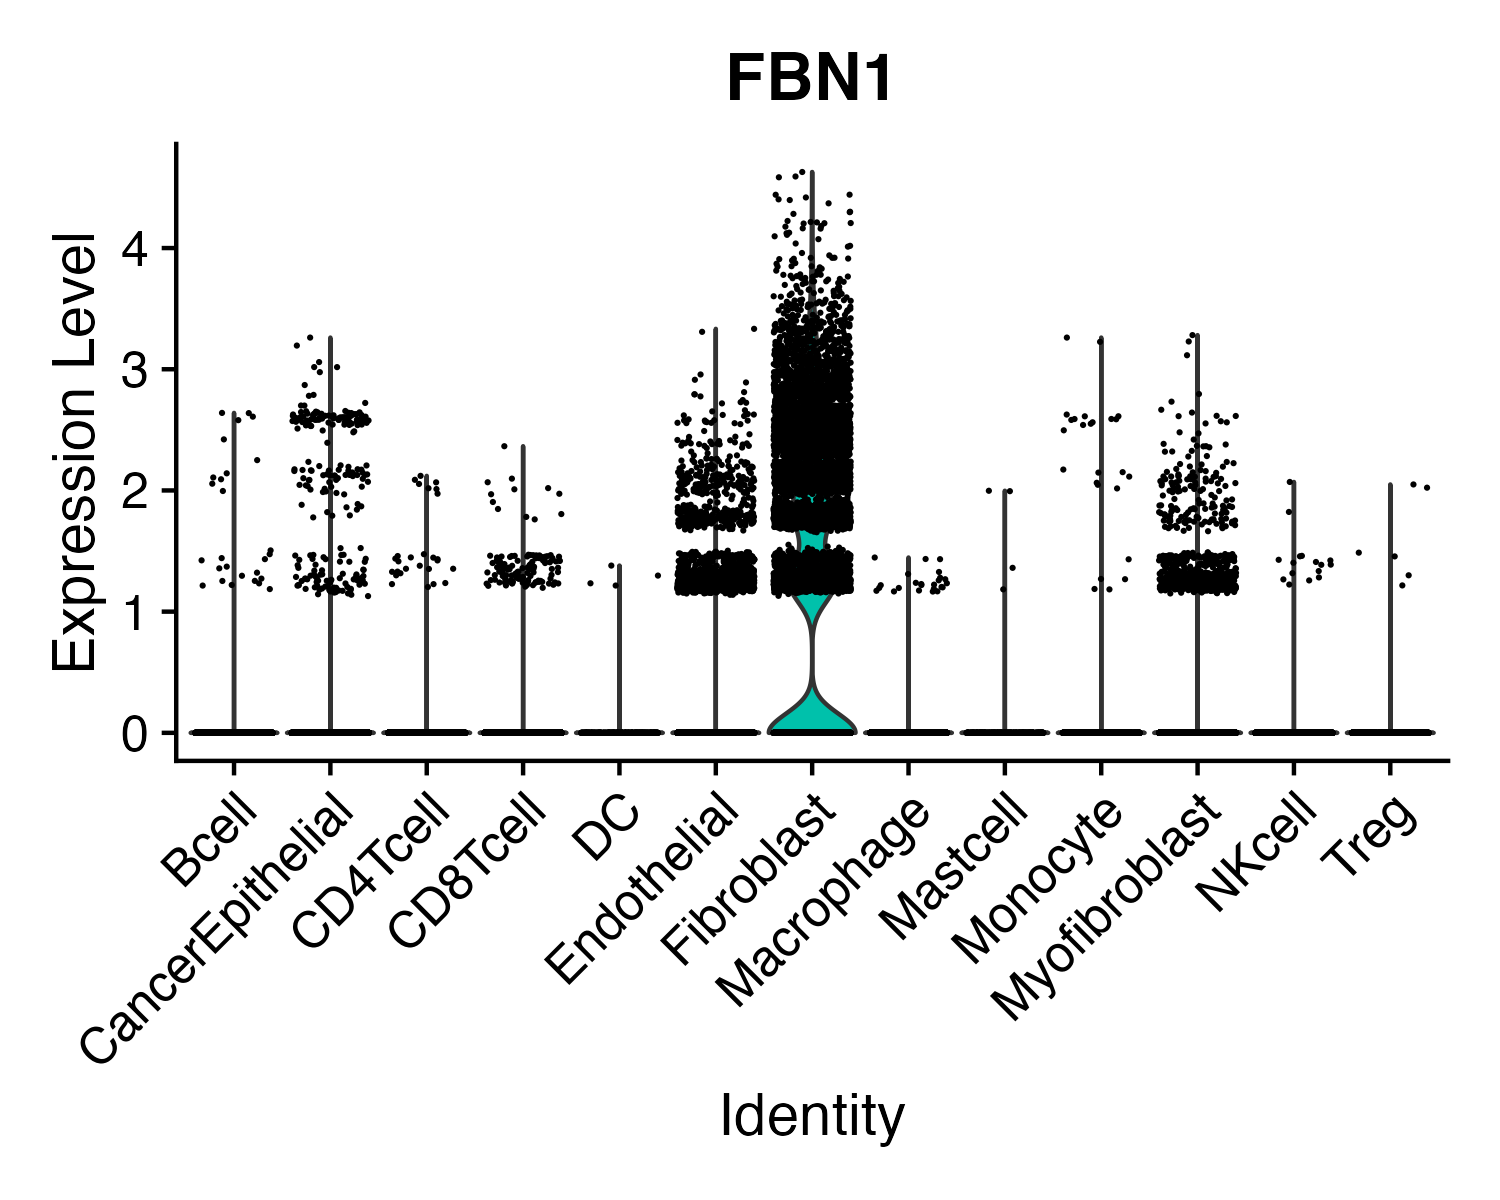 FBN1
Expression Level
4
3
2
1
0
Bcell
CancerEpithelial
CD4Tcell
CD8Tcell
DC
Endothelial
Fibroblast
Macrophage
Mastcell
Monocyte
Myofibroblast
NKcell
Treg
Identity